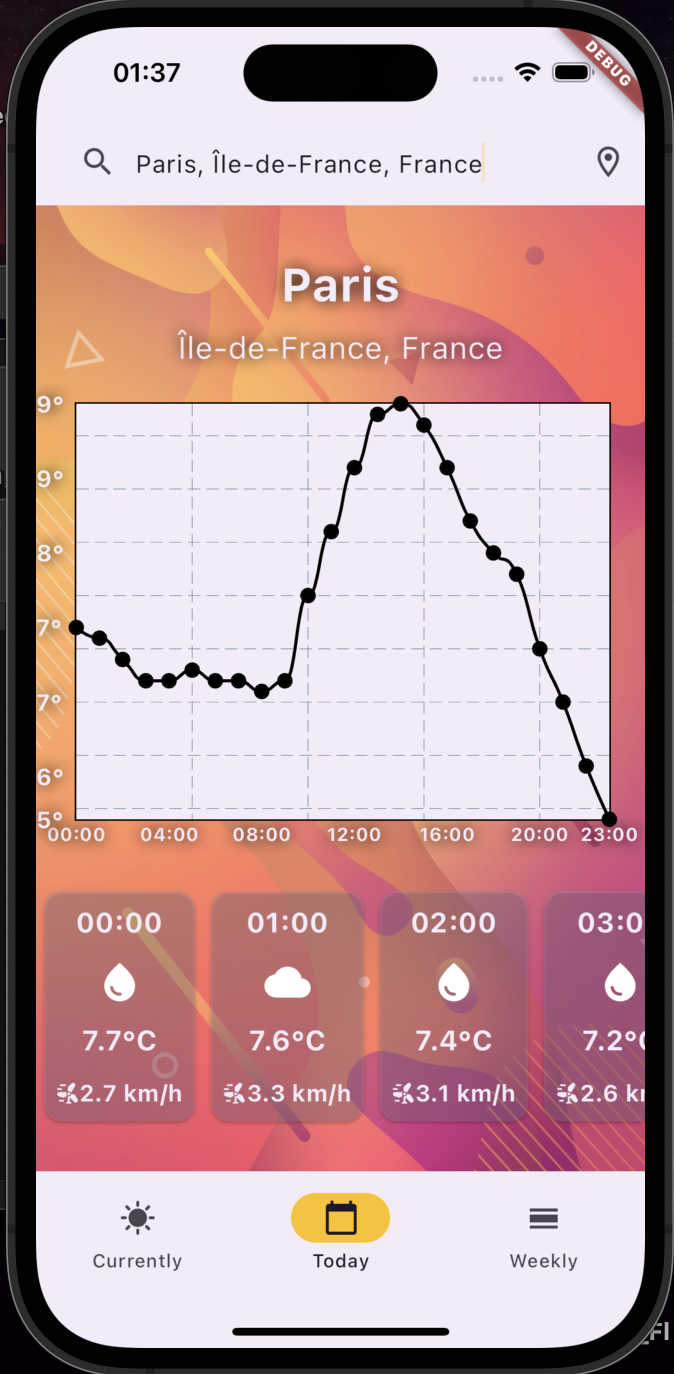 01:37
DEBUG
Paris, Île-de-France, France
Paris
Île-de-France, France
9°
9°
8°
7°
7°
6°
5°
00:00 04:00 08:00 12:00 16:00 20:00 23:00
00:00 01:00 02:00 03:0
7.7°C 7.6°C 7.4°C 7.2°C
2.7 km/h 3.3 km/h 3.1 km/h 2.6 k
Currently Today Weekly